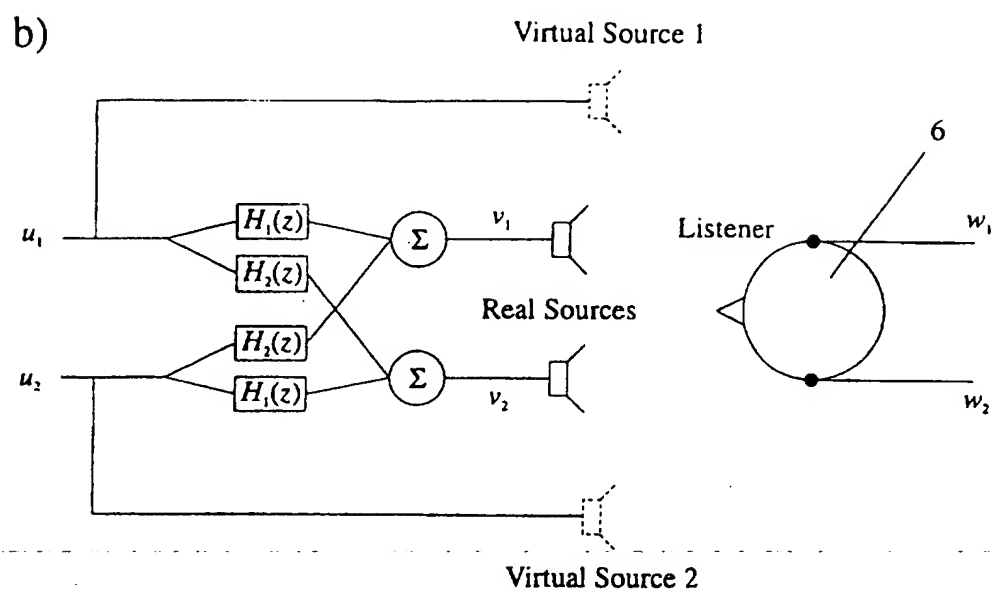 b)
Virtual Source 1
6
u₁
H₁(z)
H₂(z)
Σ
v₁
Listener
w₁
Real Sources
u₂
H₂(z)
H₁(z)
Σ
v₂
w₂
Virtual Source 2